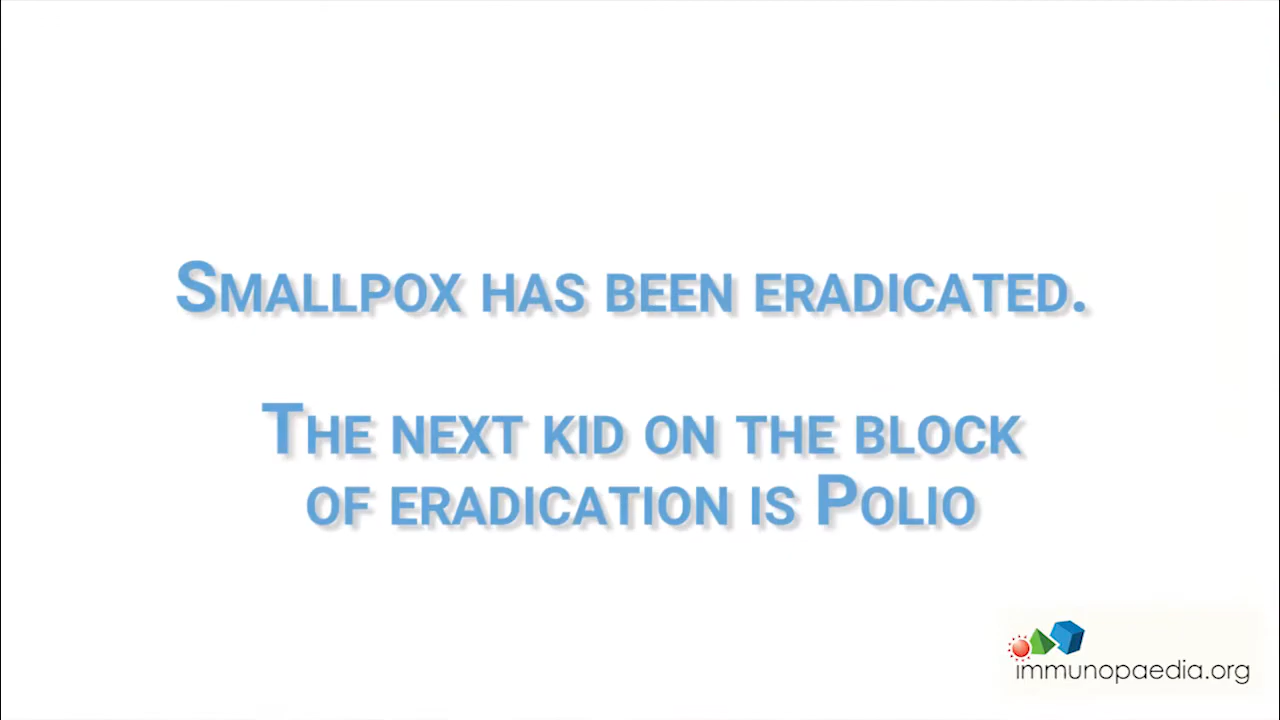 Smallpox has been eradicated.
The next kid on the block
of eradication is Polio
immunopaedia.org